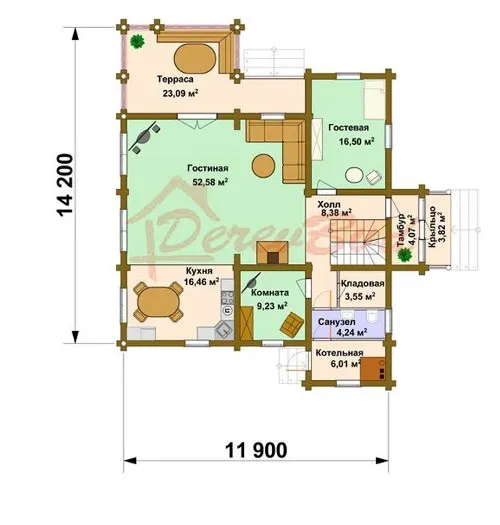 Терраса
23,09 м²
Гостевая
16,50 м²
Гостиная
52,58 м²
14 200
Холл
8,38 м²
Тамбур
4,07 м²
Крыльцо
3,82 м²
Кухня
16,46 м²
Комната
9,23 м²
Кладовая
3,55 м²
Санузел
4,24 м²
Котельная
6,01 м²
11 900